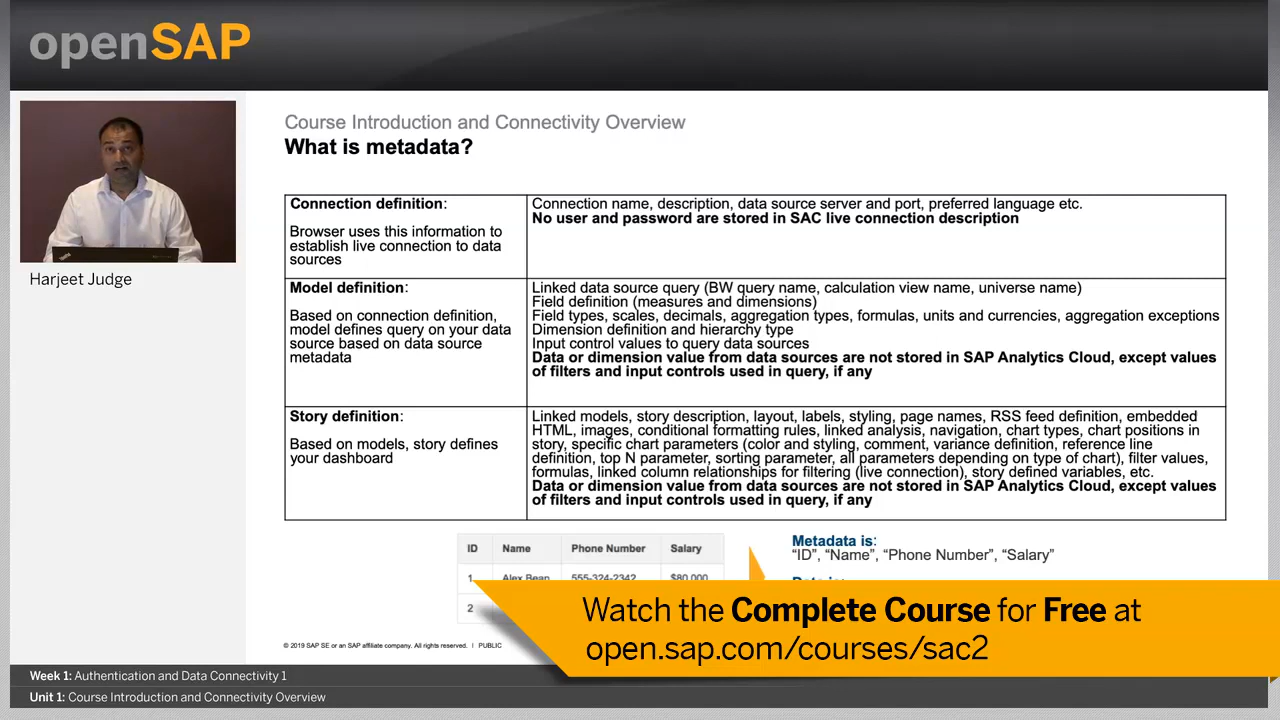 openSAP
Course Introduction and Connectivity Overview
What is metadata?
Harjeet Judge
Connection definition:
Browser uses this information to
establish live connection to data
sources
Connection name, description, data source server and port, preferred language etc.
No user and password are stored in SAC live connection description
Model definition:
Based on connection definition,
model defines query on your data
source based on data source
metadata
Linked data source query (BW query name, calculation view name, universe name)
Field definition (measures and dimensions)
Field types, scales, decimals, aggregation types, formulas, units and currencies, aggregation exceptions
Dimension definition and hierarchy type
Input control values to query data sources
Data or dimension value from data sources are not stored in SAP Analytics Cloud, except values
of filters and input controls used in query, if any
Story definition:
Based on models, story defines
your dashboard
Linked models, story description, layout, labels, styling, page names, RSS feed definition, embedded
HTML, images, conditional formatting rules, linked analysis, navigation, chart types, chart positions in
story, specific chart parameters (color and styling, comment, variance definition, reference line
definition, top N parameter, sorting parameter, all parameters depending on type of chart), filter values,
formulas, linked column relationships for filtering (live connection), story defined variables, etc.
Data or dimension value from data sources are not stored in SAP Analytics Cloud, except values
of filters and input controls used in query, if any
ID Name Phone Number Salary
1 Alex Bean 555-324-2342 $80,000
2
Metadata is:
“ID”, “Name”, “Phone Number”, “Salary”
Watch the Complete Course for Free at
open.sap.com/courses/sac2
© 2019 SAP SE or an SAP affiliate company. All rights reserved. | PUBLIC
Week 1: Authentication and Data Connectivity 1
Unit 1: Course Introduction and Connectivity Overview